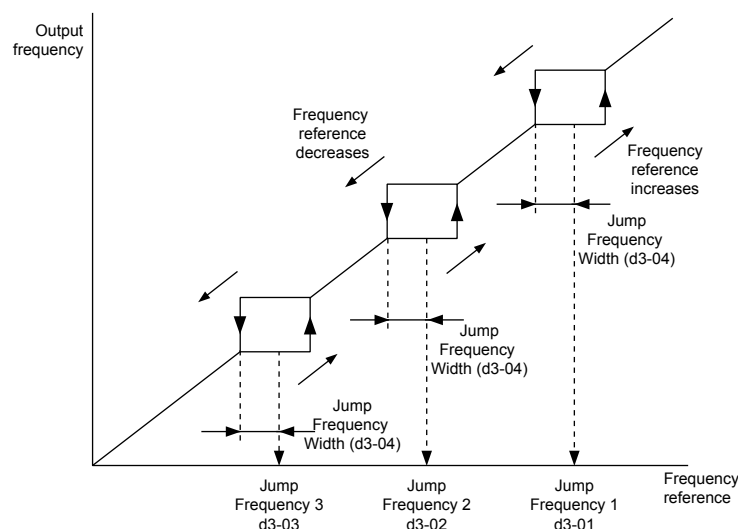 Output
frequency
Frequency
reference
decreases
Frequency
reference
increases
Jump
Frequency
Width (d3-04)
Jump
Frequency
Width (d3-04)
Jump
Frequency
Width (d3-04)
Jump
Frequency 3
d3-03
Jump
Frequency 2
d3-02
Jump
Frequency 1
d3-01
Frequency
reference